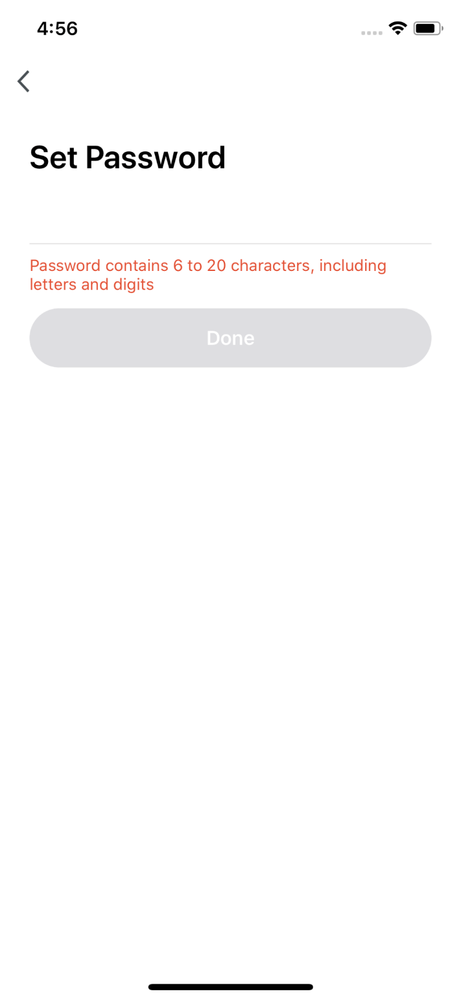 4:56
Set Password
Password contains 6 to 20 characters, including
letters and digits
Done